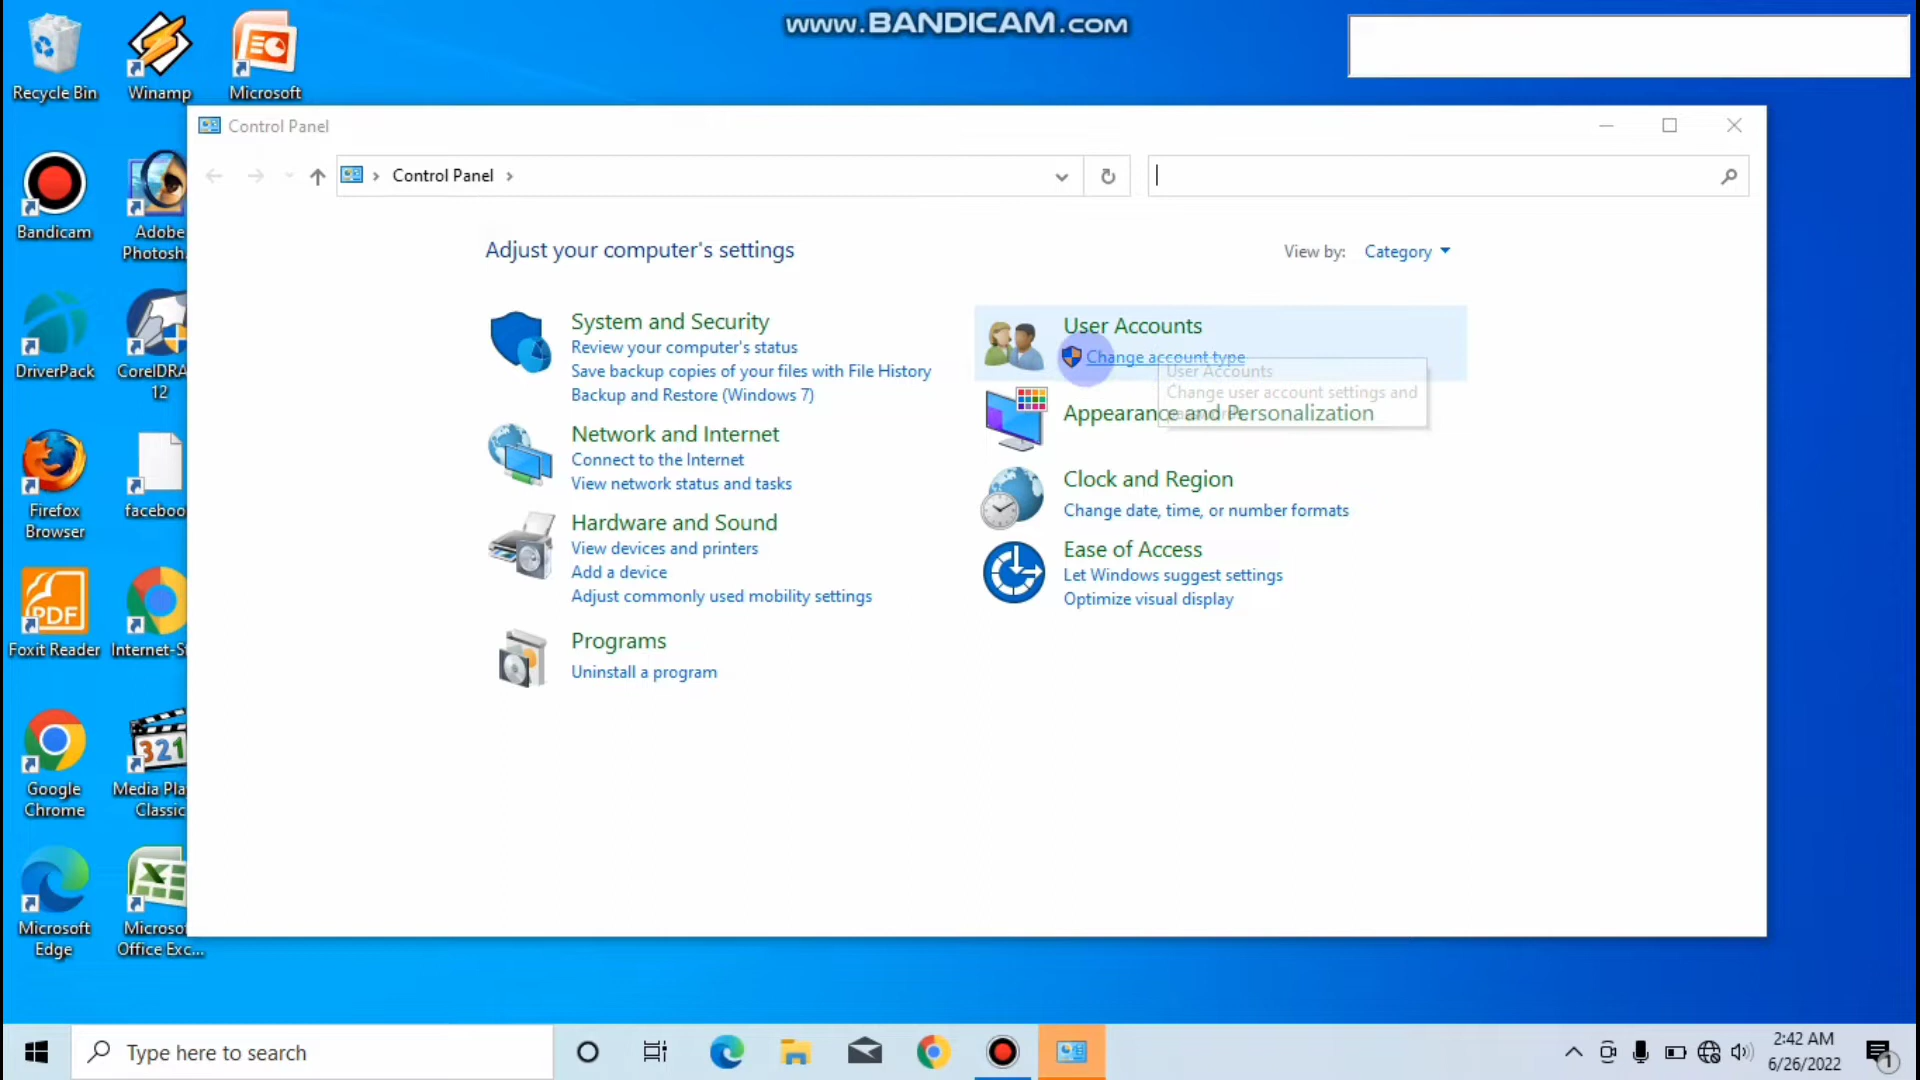 www.BANDICAM.com
Recycle Bin
Winamp
Microsoft
Control Panel
Control Panel
Bandicam
Adobe
Photosh
Adjust your computer's settings
View by: Category
System and Security
Review your computer's status
Save backup copies of your files with File History
Backup and Restore (Windows 7)
User Accounts
Change account type
User Accounts
Change user account settings and
Appearance and Personalization
DriverPack
CorelDRA
12
Network and Internet
Connect to the Internet
View network status and tasks
Clock and Region
Change date, time, or number formats
Firefox
Browser
faceboo
Hardware and Sound
View devices and printers
Add a device
Adjust commonly used mobility settings
Ease of Access
Let Windows suggest settings
Optimize visual display
PDF
Foxit Reader
Internet-S
Programs
Uninstall a program
321
Google
Chrome
Media Pla
Classic
Microsoft
Edge
Microso
Office Exc...
Type here to search
2:42 AM
6/26/2022
1